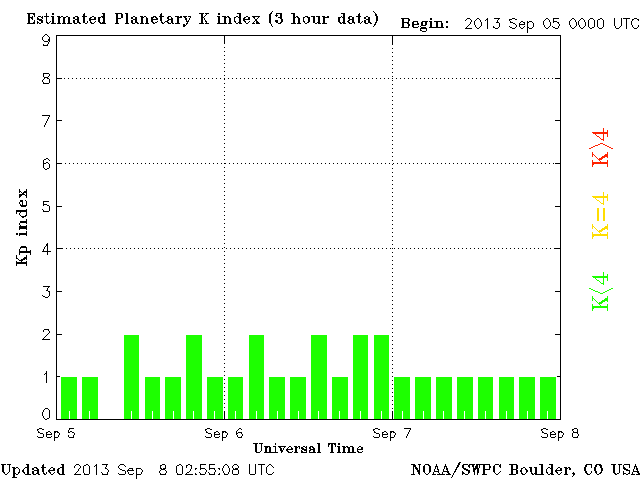 Estimated Planetary K index (3 hour data) Begin: 2013 Sep 05 0000 UTC
9
8
7
6
5
4
3
2
1
0
Kp index
K>4
K=4
K<4
Sep 5 Sep 6 Sep 7 Sep 8
Universal Time
Updated 2013 Sep 8 02:55:08 UTC NOAA/SWPC Boulder, CO USA